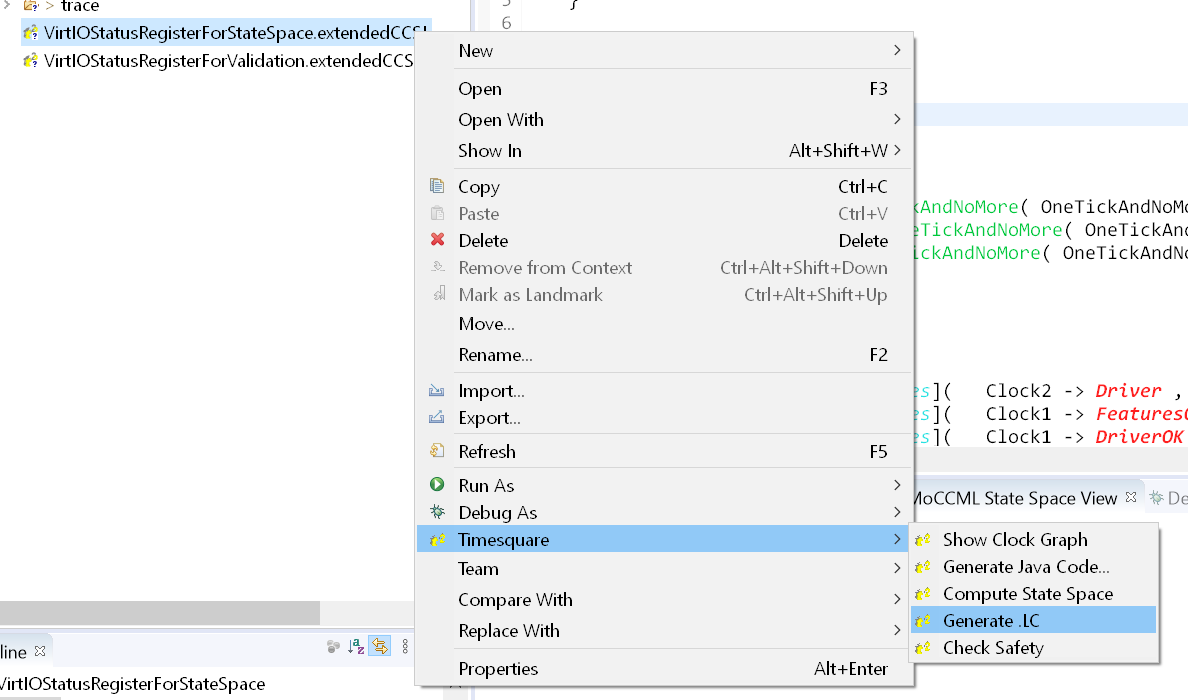 > trace
5
}
6
VirtIOStatusRegisterForStateSpace.extendedCCSL
VirtIOStatusRegisterForValidation.extendedCCS
New
Open F3
Open With
Show In Alt+Shift+W
Copy Ctrl+C
Paste Ctrl+V
Delete Delete
Remove from Context Ctrl+Alt+Shift+Down
Mark as Landmark Ctrl+Alt+Shift+Up
Move...
Rename... F2
Import...
Export...
Refresh F5
Run As
Debug As
Timesquare
Team
Compare With
Replace With
Properties Alt+Enter
kAndNoMore( OneTickAndNoMo
eTickAndNoMore( OneTickAnd
ickAndNoMore( OneTickAndNo
es]( Clock2 -> Driver ,
es]( Clock1 -> FeaturesO
es]( Clock1 -> DriverOK
MoCCML State Space View De
Show Clock Graph
Generate Java Code...
Compute State Space
Generate .LC
Check Safety
line
VirtIOStatusRegisterForStateSpace